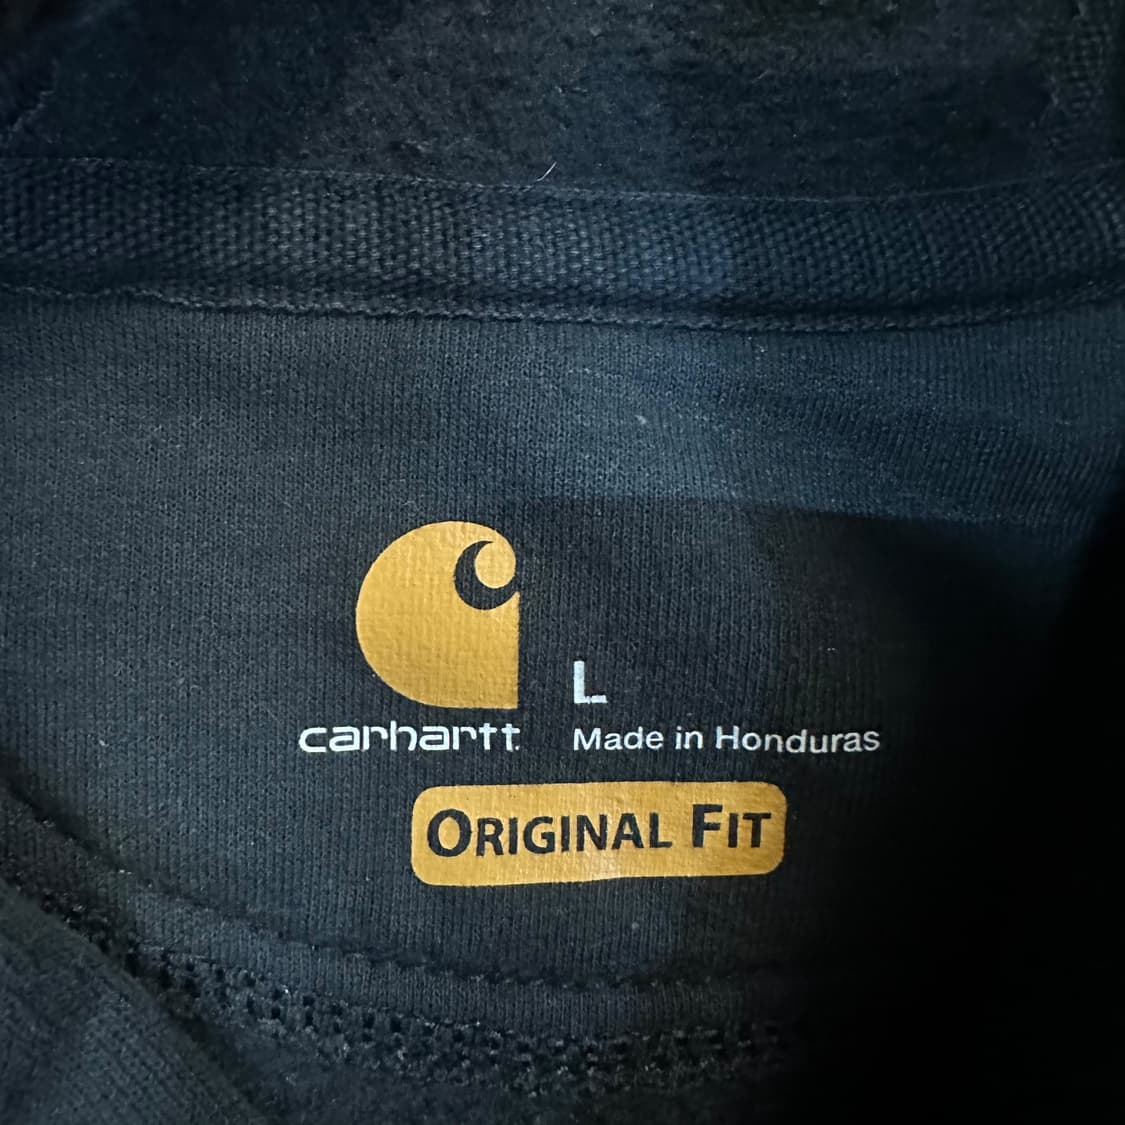 L
carhartt
Made in Honduras
ORIGINAL FIT